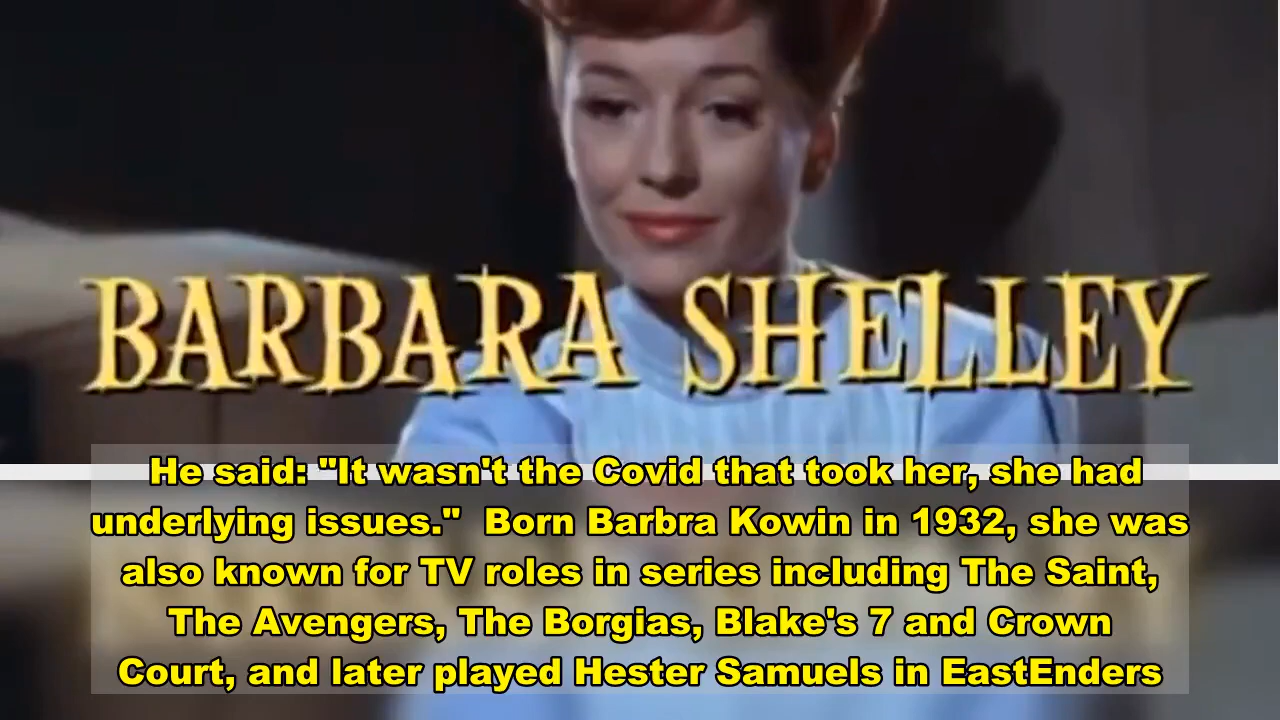 BARBARA SHELLEY
He said: "It wasn't the Covid that took her, she had
underlying issues."  Born Barbra Kowin in 1932, she was
also known for TV roles in series including The Saint,
The Avengers, The Borgias, Blake's 7 and Crown
Court, and later played Hester Samuels in EastEnders